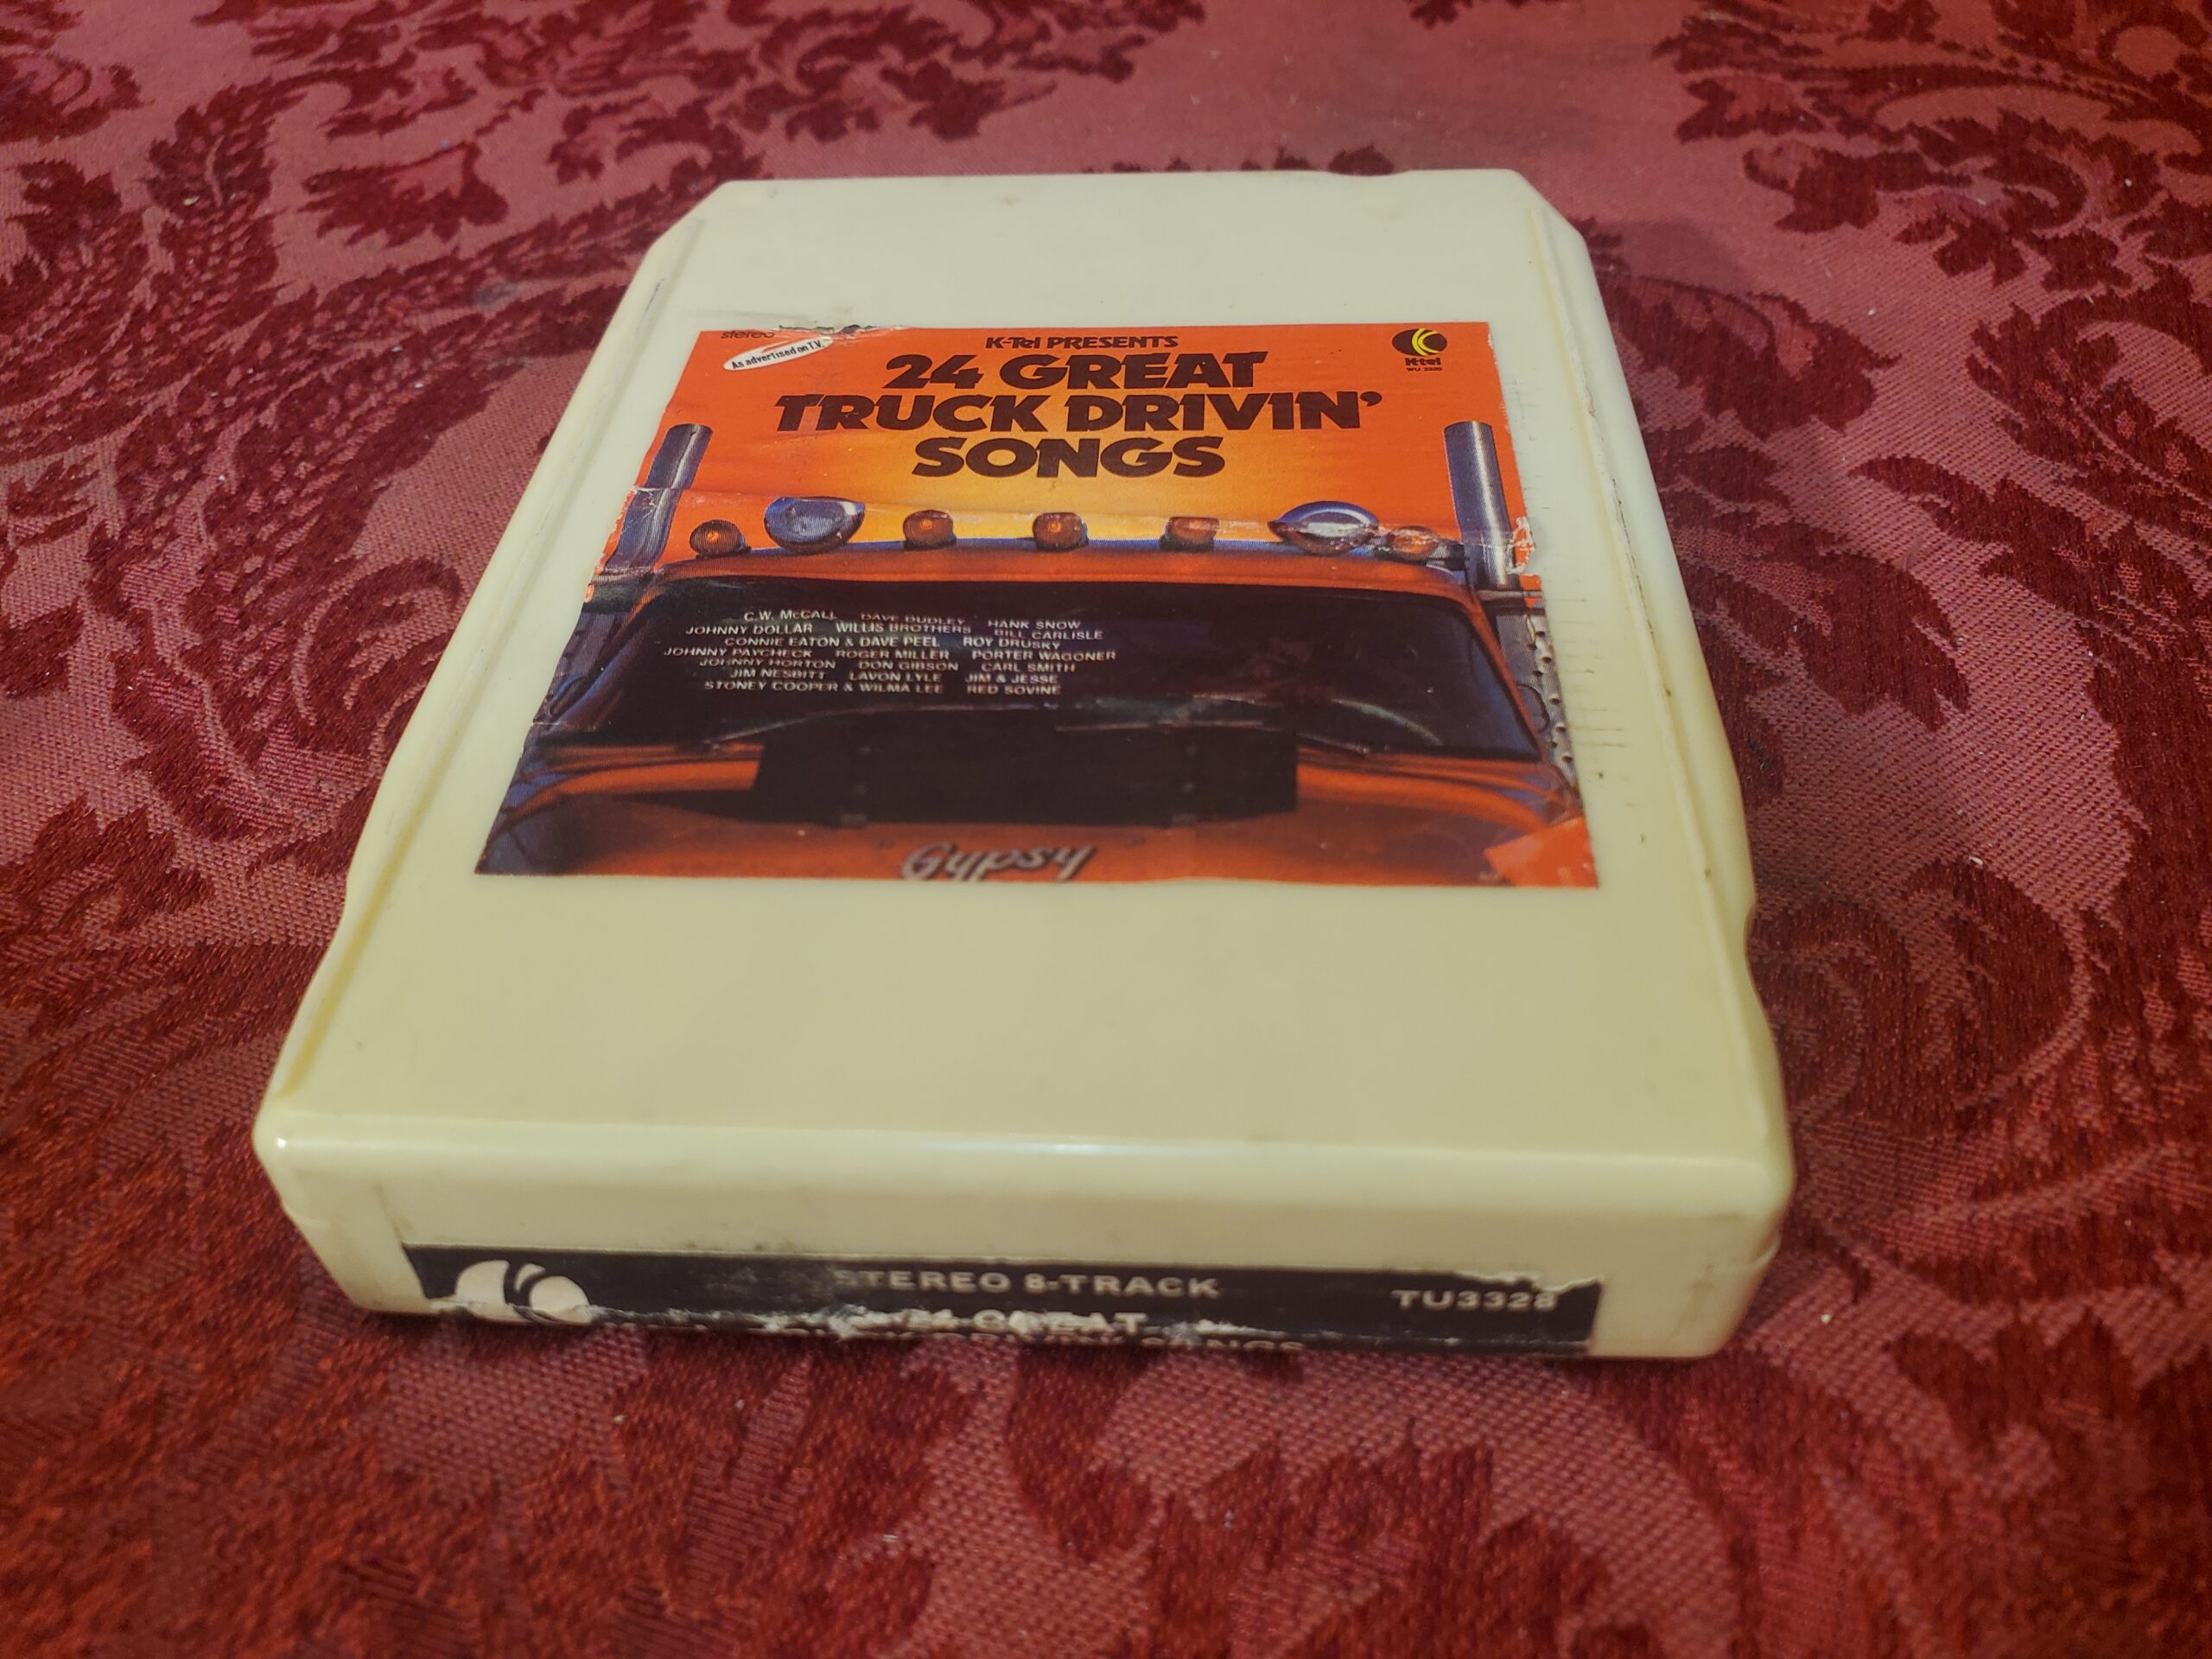 stereo
As advertised on T.V.
K-Tel PRESENTS
24 GREAT
TRUCK DRIVIN'
SONGS
K-tel
C.W. McCALL DAVE DUDLEY HANK SNOW
JOHNNY DOLLAR WILLIS BROTHERS BILL CARLISLE
CONNIE EATON & DAVE PEEL ROY DRUSKY
JOHNNY PAYCHECK ROGER MILLER PORTER WAGONER
JOHNNY HORTON DON GIBSON CARL SMITH
JIM NESBITT LAVON LYLE JIM & JESSE
STONEY COOPER & WILMA LEE RED SOVINE
Gypsy
STEREO 8-TRACK TU3328
24 GREAT
SONGS